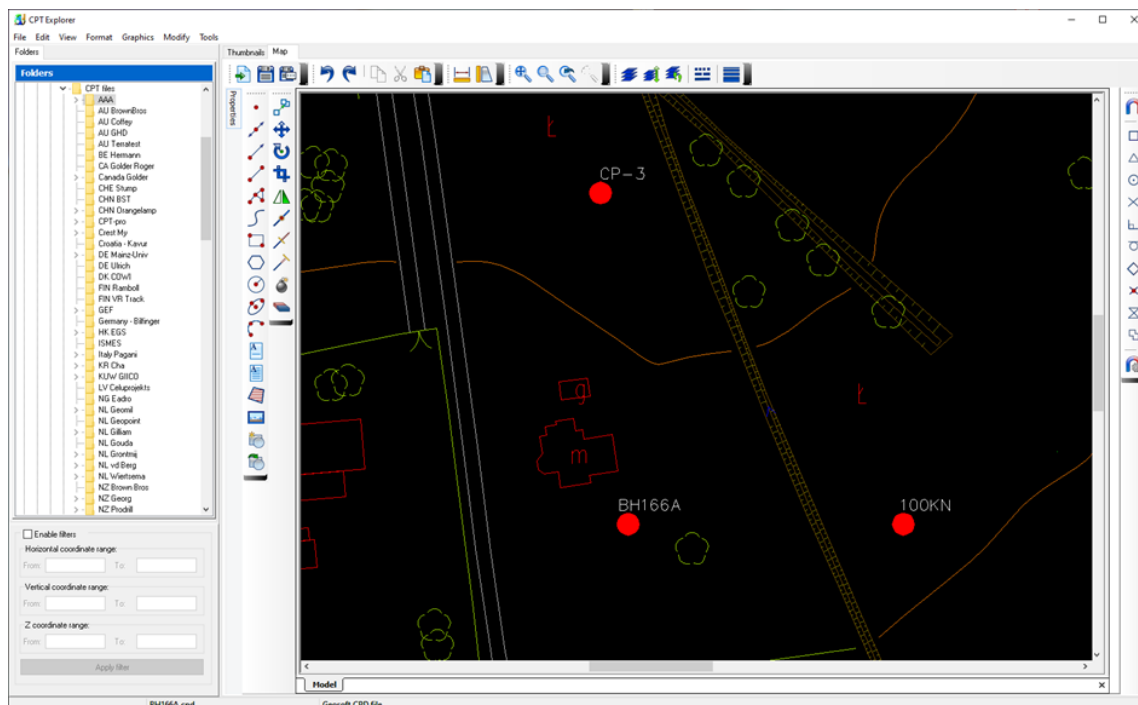 CPT Explorer
File Edit View Format Graphics Modify Tools
Folders
Thumbnails Map
Folders
Properties
CPT files
AAA
AU BrownBros
AU Coffey
AU GHD
AU Terratest
BE Hermann
CA Golder Roger
Canada Golder
CHE Stump
CHN BST
CHN Orangelamp
CPT-pro
Crest My
Croatia - Kavur
DE Mainz-Univ
DE Ulrich
DK COWI
FIN Ramboll
FIN VR Track
GEF
Germany - Bilfinger
HK EGS
ISMES
Italy Pagani
KR Cha
KUW GIICO
LV Celuprojekts
NG Eadro
NL Geomil
NL Geopoint
NL Gilliam
NL Gouda
NL Grontmij
NL vd Berg
NL Wiertsema
NZ Brown Bros
NZ Georg
NZ Prodrill
Ł
CP-3
g
Ł
m
BH166A
100KN
Enable filters
Horizontal coordinate range:
From: To:
Vertical coordinate range:
From: To:
Z coordinate range:
From: To:
Apply filter
Model
BH166A.cpd Geosoft CPD file